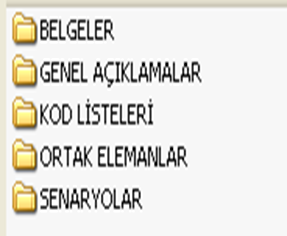 BELGELER
GENEL AÇIKLAMALAR
KOD LİSTELERİ
ORTAK ELEMANLAR
SENARYOLAR